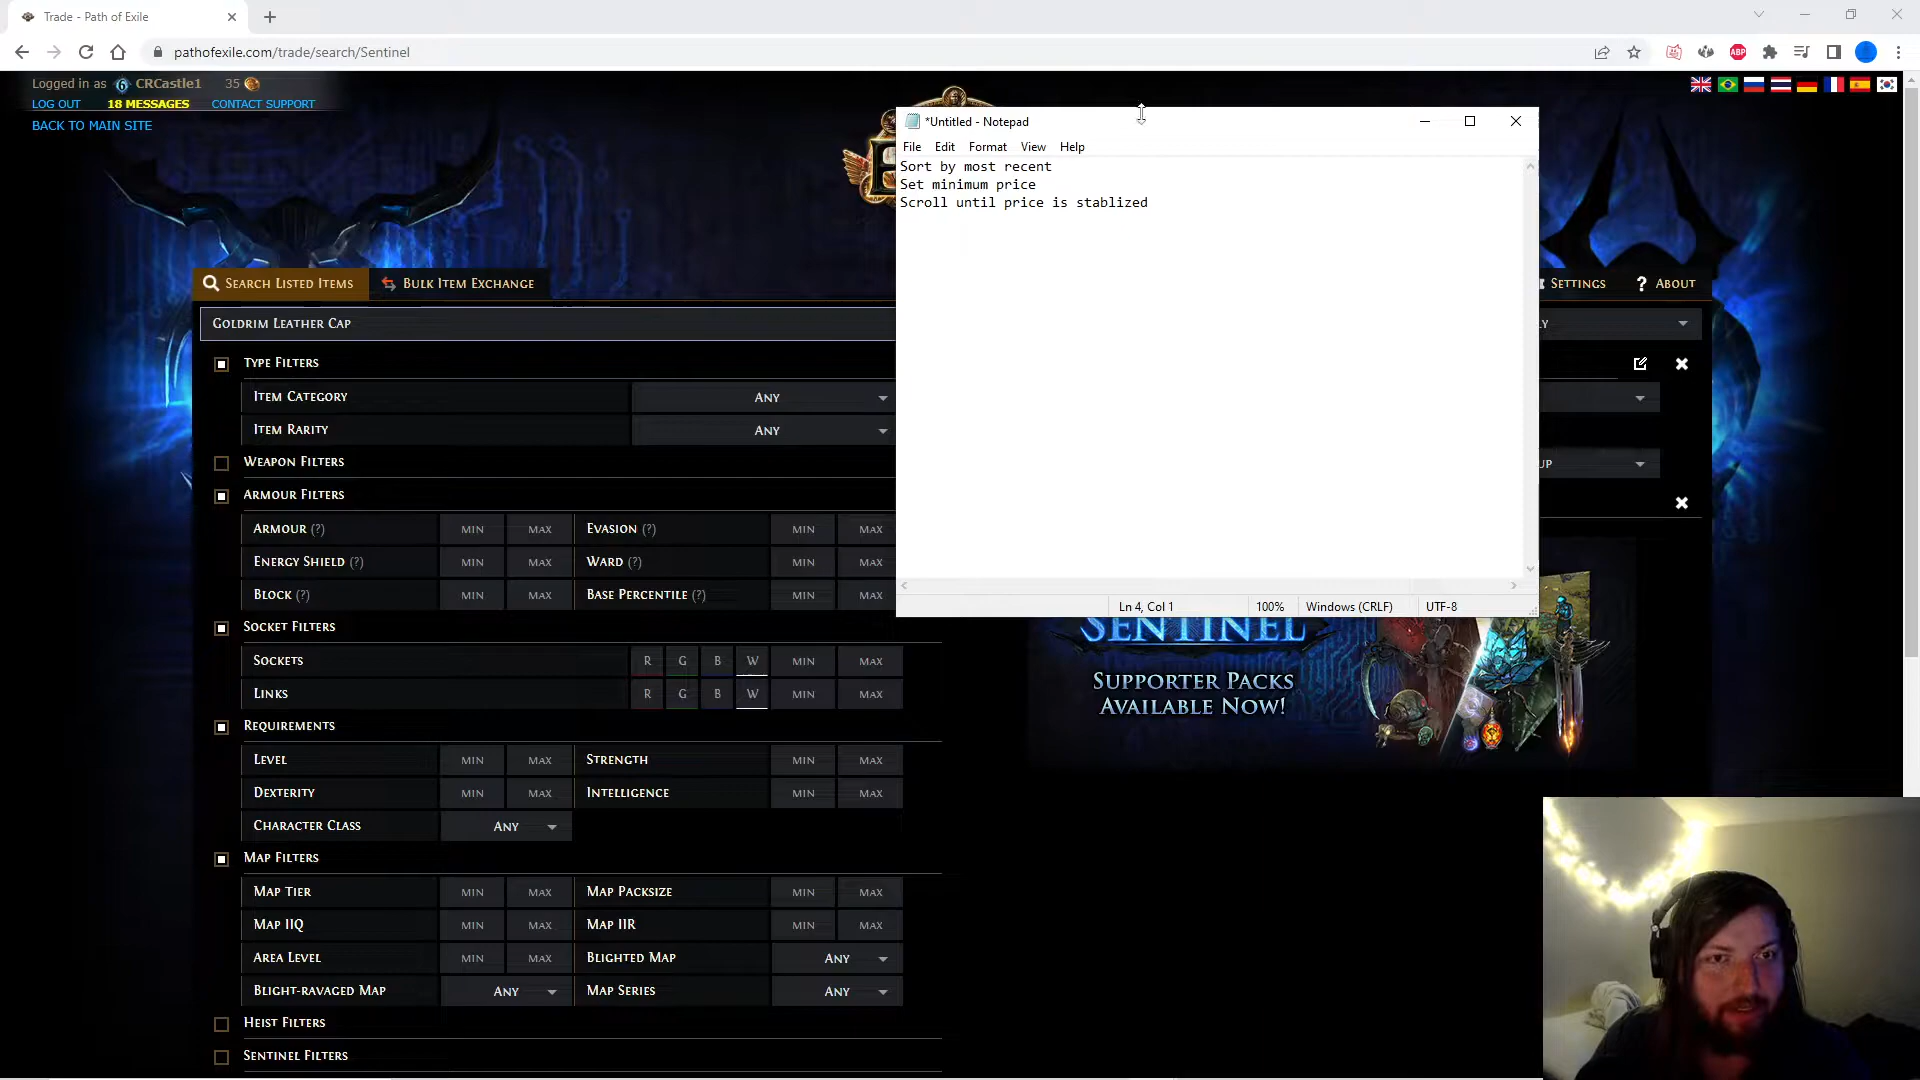 Trade - Path of Exile
pathofexile.com/trade/search/Sentinel
ABP
Logged in as CRCastle1 35
LOG OUT 18 MESSAGES CONTACT SUPPORT
BACK TO MAIN SITE
*Untitled - Notepad
File Edit Format View Help
Sort by most recent
Set minimum price
Scroll until price is stablized
Ln 4, Col 1 100% Windows (CRLF) UTF-8
Search Listed Items Bulk Item Exchange Settings ? About
Goldrim Leather Cap
Type Filters
Item Category Any
Item Rarity Any
Weapon Filters
Armour Filters
Armour (?) MIN MAX Evasion (?) MIN MAX
Energy Shield (?) MIN MAX Ward (?) MIN MAX
Block (?) MIN MAX Base Percentile (?) MIN MAX
Socket Filters
Sockets R G B W MIN MAX
Links R G B W MIN MAX
Requirements
Level MIN MAX Strength MIN MAX
Dexterity MIN MAX Intelligence MIN MAX
Character Class Any
Map Filters
Map Tier MIN MAX Map Packsize MIN MAX
Map IIQ MIN MAX Map IIR MIN MAX
Area Level MIN MAX Blighted Map Any
Blight-ravaged Map Any Map Series Any
Heist Filters
Sentinel Filters
SENTINEL
SUPPORTER PACKS
AVAILABLE NOW!